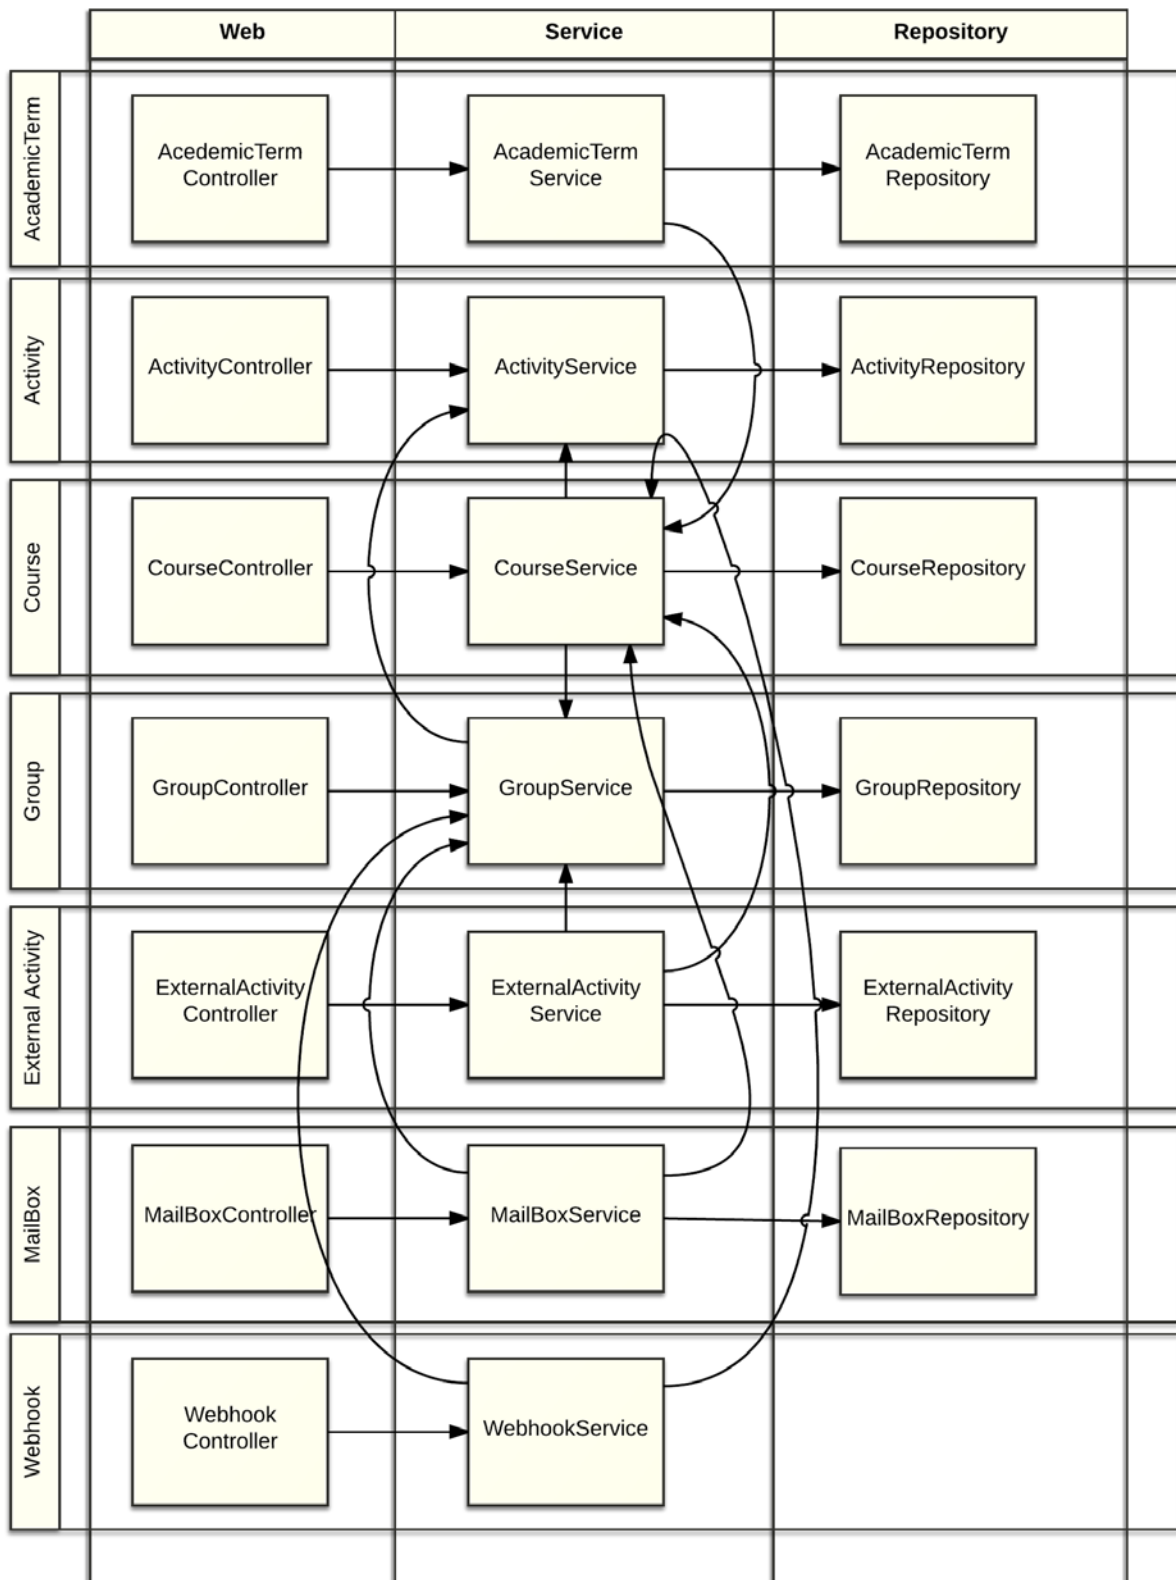 Web
Service
Repository
AcademicTerm
AcedemicTerm
Controller
AcademicTerm
Service
AcademicTerm
Repository
Activity
ActivityController
ActivityService
ActivityRepository
Course
CourseController
CourseService
CourseRepository
Group
GroupController
GroupService
GroupRepository
External Activity
ExternalActivity
Controller
ExternalActivity
Service
ExternalActivity
Repository
MailBox
MailBoxController
MailBoxService
MailBoxRepository
Webhook
Webhook
Controller
WebhookService